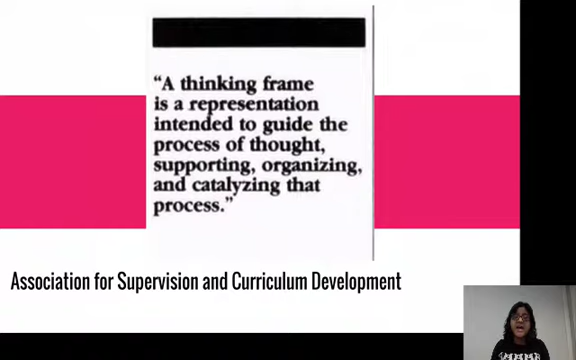 “A thinking frame
is a representation
intended to guide the
process of thought,
supporting, organizing,
and catalyzing that
process.”
Association for Supervision and Curriculum Development